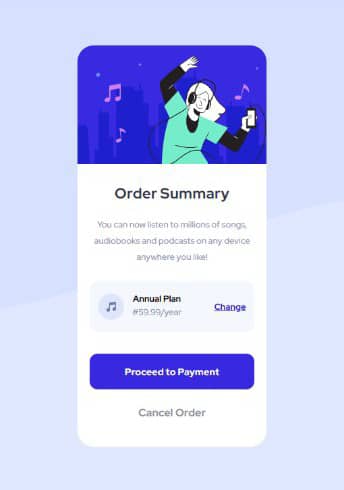 Order Summary
You can now listen to millions of songs,
audiobooks and podcasts on any device
anywhere you like!
Annual Plan
#59.99/year
Change
Proceed to Payment
Cancel Order